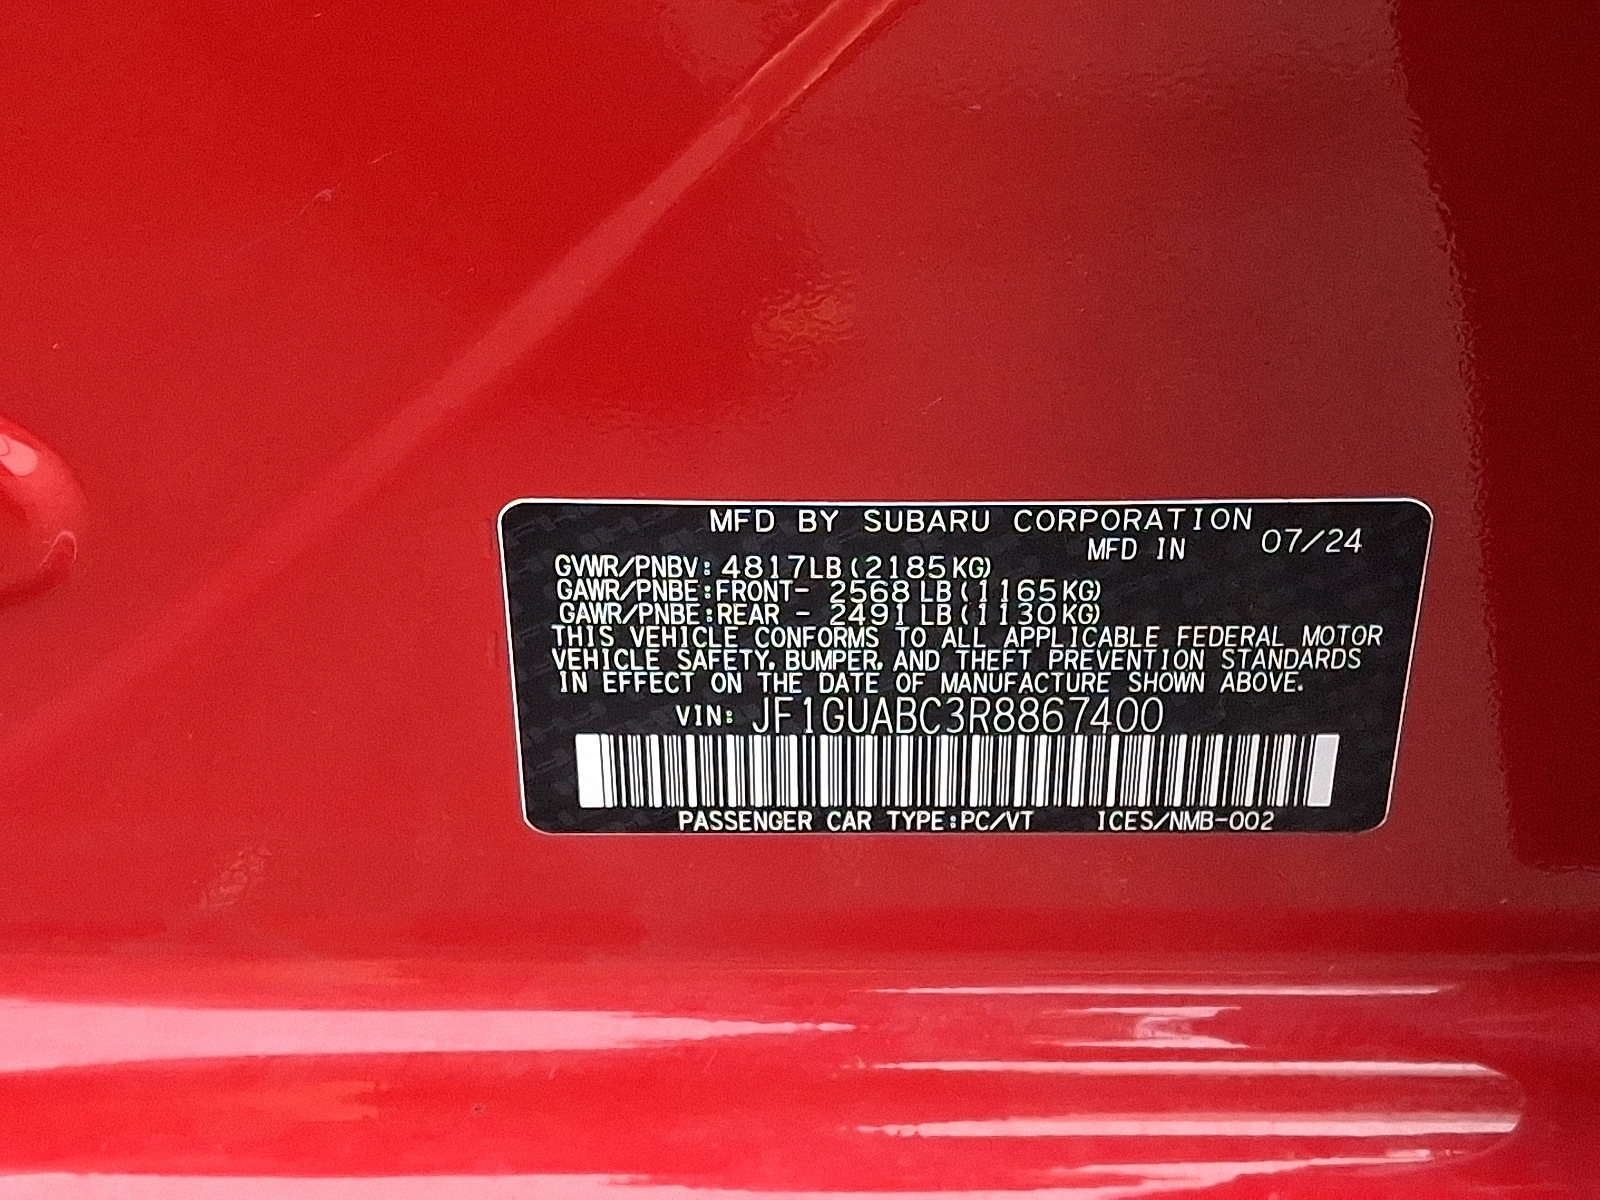 MFD BY SUBARU CORPORATION
MFD IN 07/24
GVWR/PNBV: 4817LB(2185KG)
GAWR/PNBE:FRONT- 2568LB(1165KG)
GAWR/PNBE:REAR - 2491LB(1130KG)
THIS VEHICLE CONFORMS TO ALL APPLICABLE FEDERAL MOTOR
VEHICLE SAFETY, BUMPER, AND THEFT PREVENTION STANDARDS
IN EFFECT ON THE DATE OF MANUFACTURE SHOWN ABOVE.
VIN: JF1GUABC3R8867400
PASSENGER CAR TYPE:PC/VT ICES/NMB-002